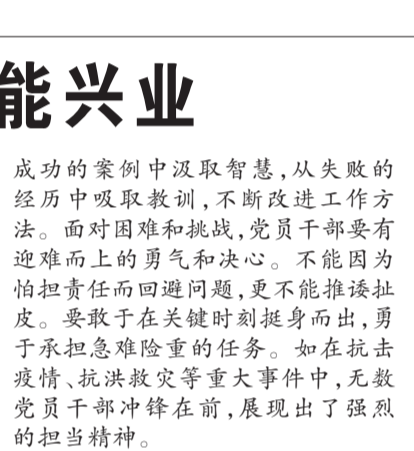 能兴业
成功的案例中汲取智慧,从失败的
经历中吸取教训,不断改进工作方
法。面对困难和挑战,党员干部要有
迎难而上的勇气和决心。不能因为
怕担责任而回避问题,更不能推诿扯
皮。要敢于在关键时刻挺身而出,勇
于承担急难险重的任务。如在抗击
疫情、抗洪救灾等重大事件中,无数
党员干部冲锋在前,展现出了强烈
的担当精神。